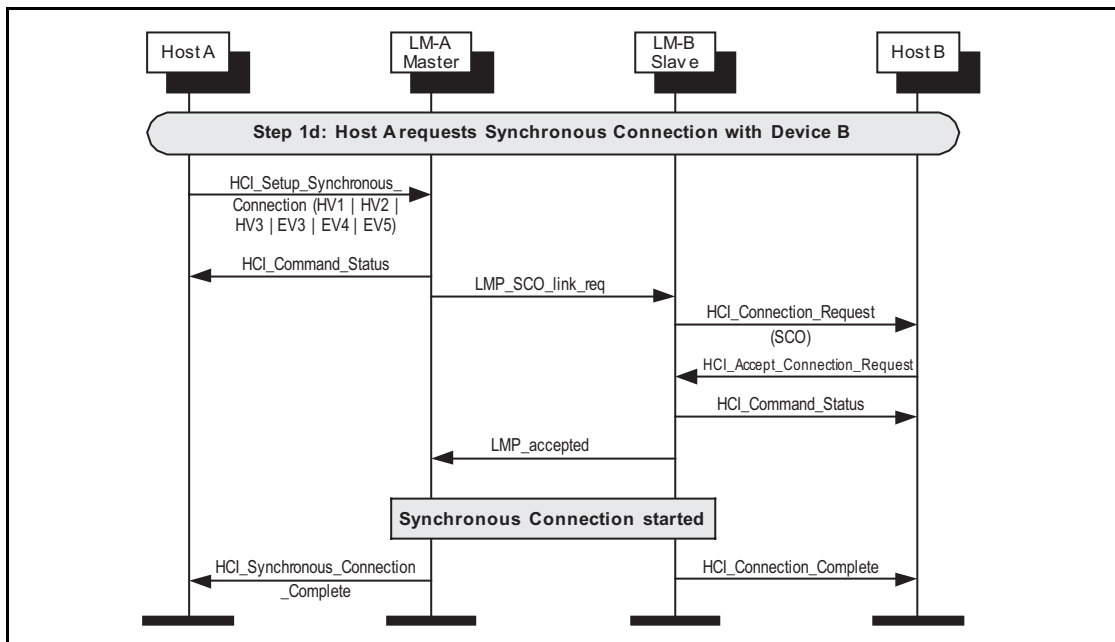 Host A
LM-A
Master
LM-B
Slave
Host B
Step 1d: Host A requests Synchronous Connection with Device B
HCI_Setup_Synchronous_
Connection (HV1 | HV2 |
HV3 | EV3 | EV4 | EV5)
HCI_Command_Status
LMP_SCO_link_req
HCI_Connection_Request
(SCO)
HCI_Accept_Connection_Request
HCI_Command_Status
LMP_accepted
Synchronous Connection started
HCI_Synchronous_Connection
_Complete
HCI_Connection_Complete